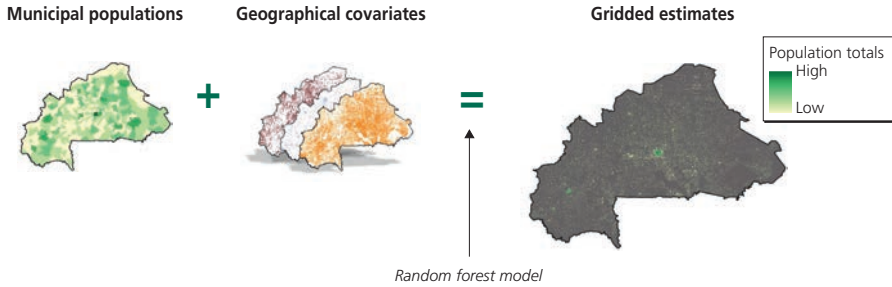 Municipal populations
Geographical covariates
Gridded estimates
Population totals
High
Low
+
=
Random forest model